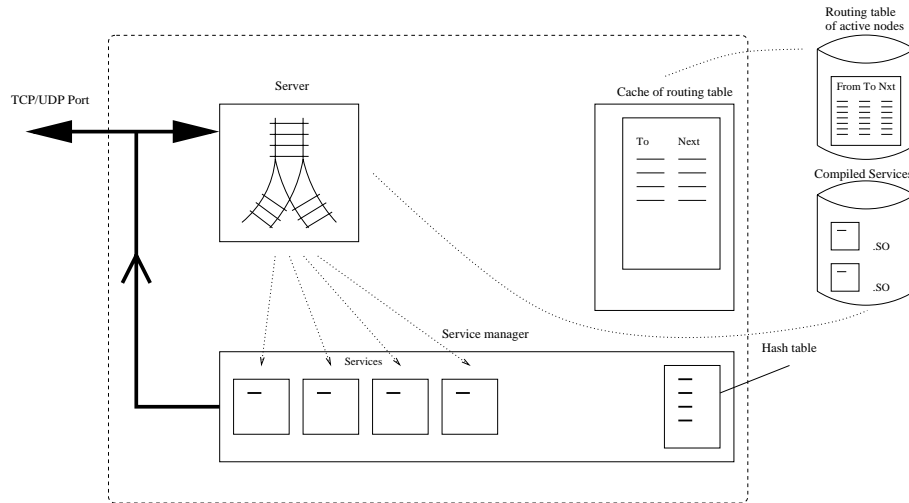 Routing table
of active nodes
From To Nxt
TCP/UDP Port
Server
Cache of routing table
To Next
Compiled Services
.SO
.SO
Service manager
Services
Hash table